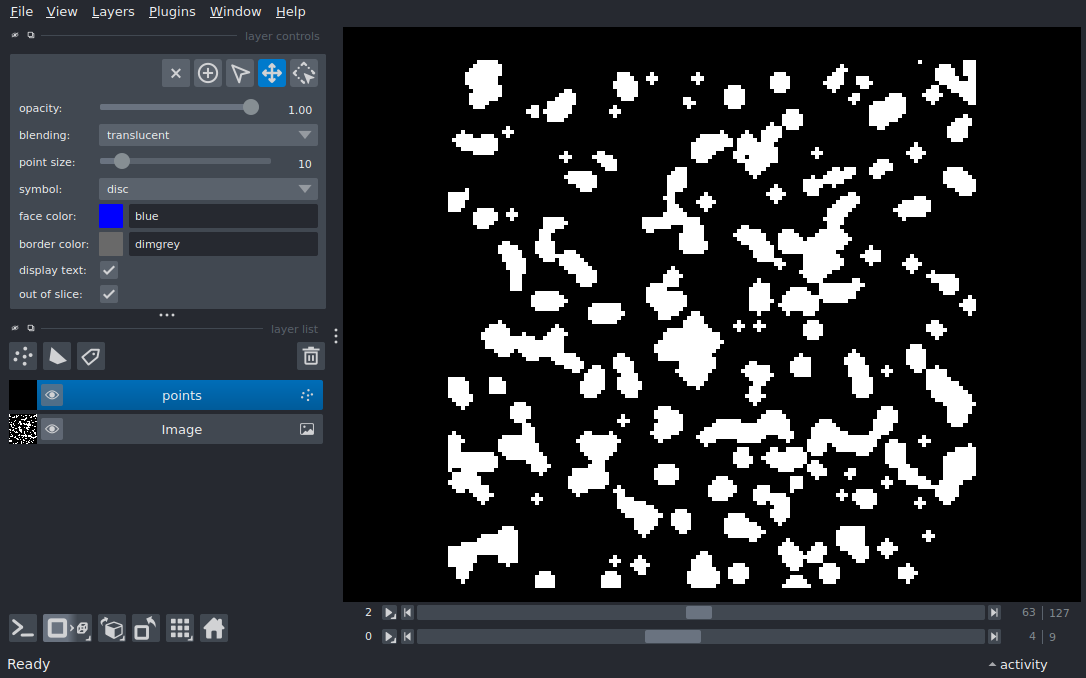 File View Layers Plugins Window Help
layer controls
opacity: 1.00
blending: translucent
point size: 10
symbol: disc
face color: blue
border color: dimgrey
display text:
out of slice:
layer list
points
Image
2 63 127
0 4 9
Ready activity